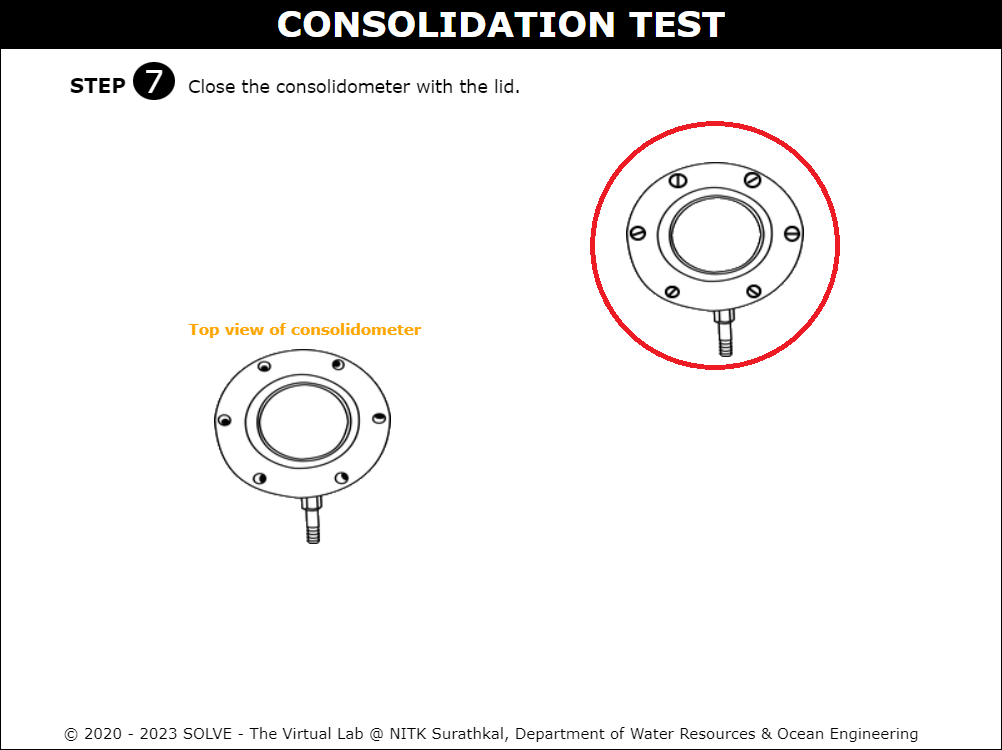 CONSOLIDATION TEST
STEP 7 Close the consolidometer with the lid.
Top view of consolidometer
© 2020 - 2023 SOLVE - The Virtual Lab @ NITK Surathkal, Department of Water Resources & Ocean Engineering